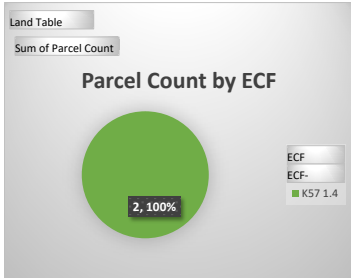 Land Table
Sum of Parcel Count
Parcel Count by ECF
2, 100%
ECF
ECF-
K57 1.4